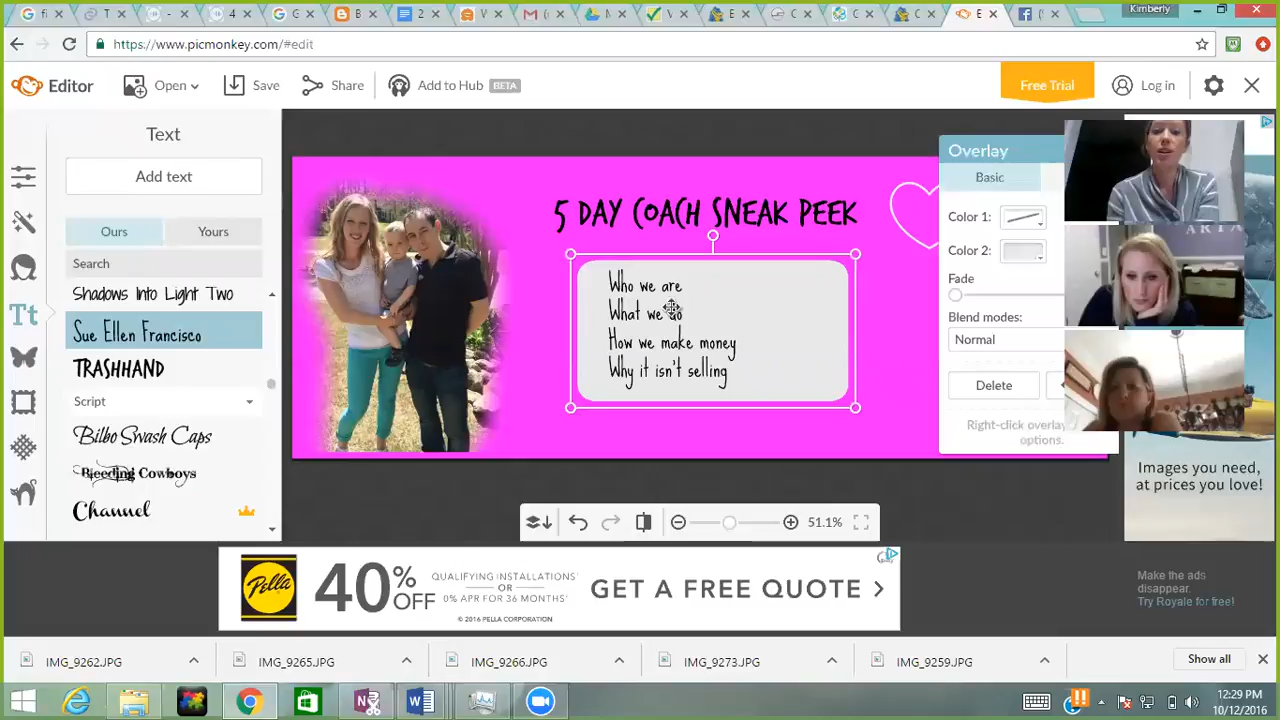 Kimberly
https://www.picmonkey.com/#edit
Editor
Open
Save
Share
Add to Hub BETA
Free Trial
Log in
Text
Add text
Ours
Yours
Search
Shadows Into Light Two
Sue Ellen Francisco
TRASHHAND
Script
Bilbo Swash Caps
Bleeding Cowboys
Channel
5 DAY COACH SNEAK PEEK
Who we are
What we do
How we make money
Why it isn't selling
Overlay
Basic
Color 1:
Color 2:
Fade
Blend modes:
Normal
Delete
Right-click overlay
options.
51.1%
Images you need,
at prices you love!
Pella
40% OFF
QUALIFYING INSTALLATIONS*
OR
0% APR FOR 36 MONTHS*
© 2016 PELLA CORPORATION
GET A FREE QUOTE
Make the ads
disappear.
Try Royale for free!
IMG_9262.JPG
IMG_9265.JPG
IMG_9266.JPG
IMG_9273.JPG
IMG_9259.JPG
Show all
12:29 PM
10/12/2016